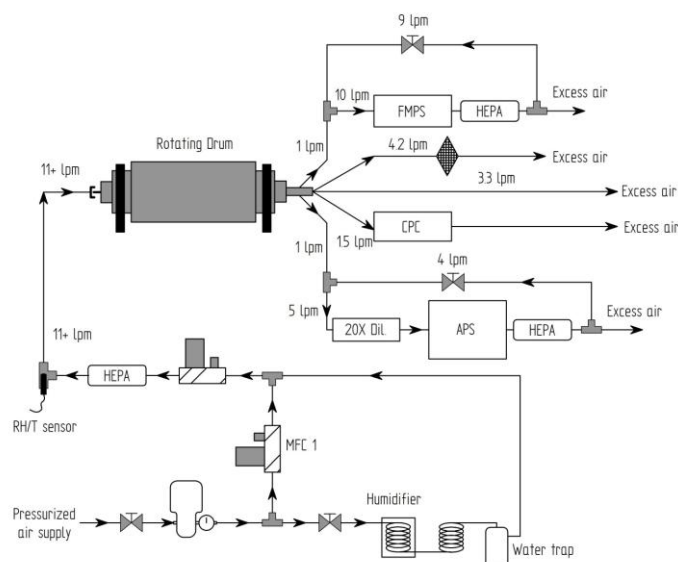 9 lpm
10 lpm
FMPS
HEPA
Excess air
Rotating Drum
1 lpm
4.2 lpm
Excess air
11+ lpm
3.3 lpm
Excess air
1.5 lpm
CPC
Excess air
1 lpm
4 lpm
5 lpm
20X Dil.
APS
HEPA
Excess air
11+ lpm
HEPA
RH/T sensor
MFC 1
Humidifier
Pressurized
air supply
Water trap